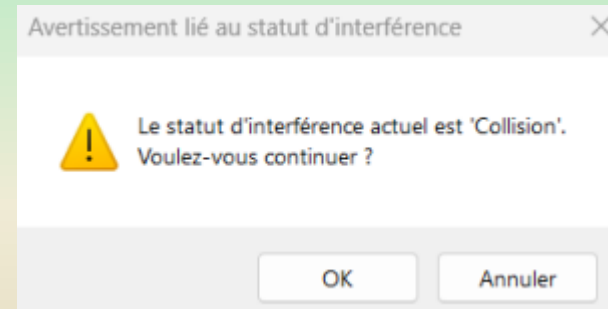 Avertissement lié au statut d'interférence
Le statut d'interférence actuel est 'Collision'.
Voulez-vous continuer ?
OK
Annuler